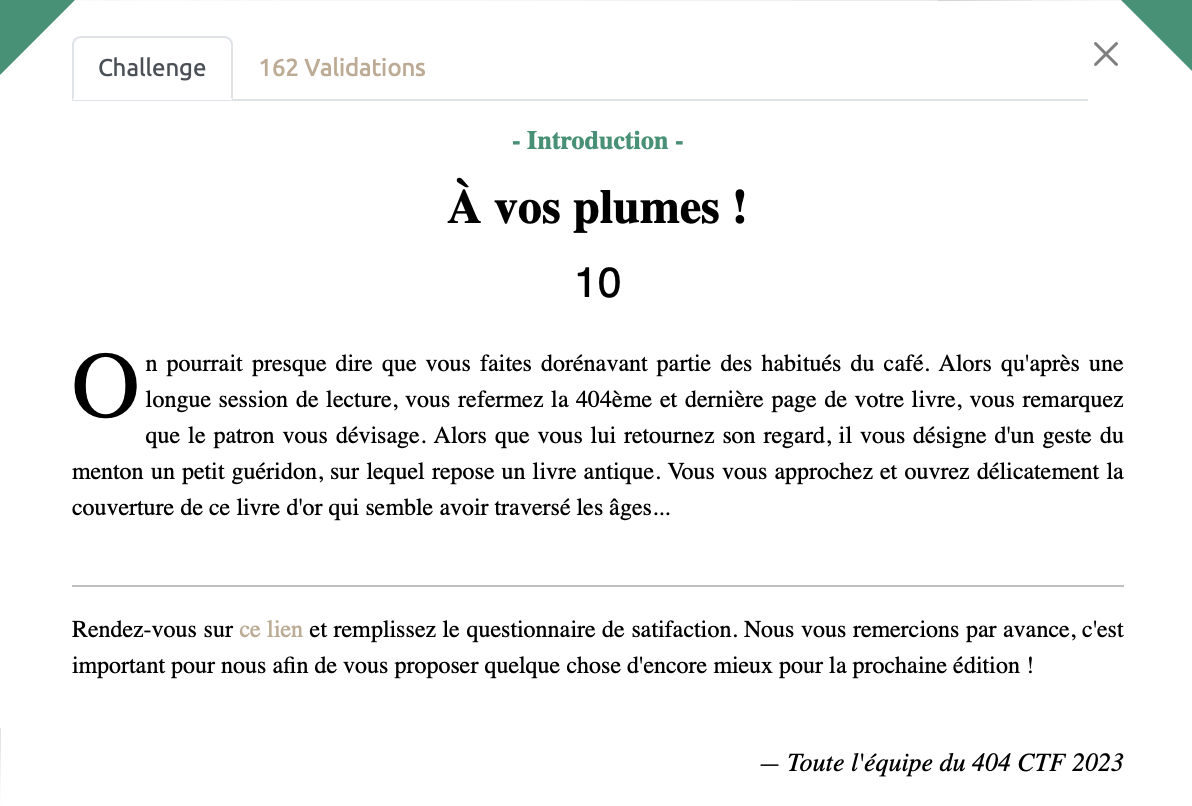 Challenge
162 Validations
- Introduction -
À vos plumes !
10
On pourrait presque dire que vous faites dorénavant partie des habitués du café. Alors qu'après une
longue session de lecture, vous refermez la 404ème et dernière page de votre livre, vous remarquez
que le patron vous dévisage. Alors que vous lui retournez son regard, il vous désigne d'un geste du
menton un petit guéridon, sur lequel repose un livre antique. Vous vous approchez et ouvrez délicatement la
couverture de ce livre d'or qui semble avoir traversé les âges...
Rendez-vous sur ce lien et remplissez le questionnaire de satifaction. Nous vous remercions par avance, c'est
important pour nous afin de vous proposer quelque chose d'encore mieux pour la prochaine édition !
— Toute l'équipe du 404 CTF 2023